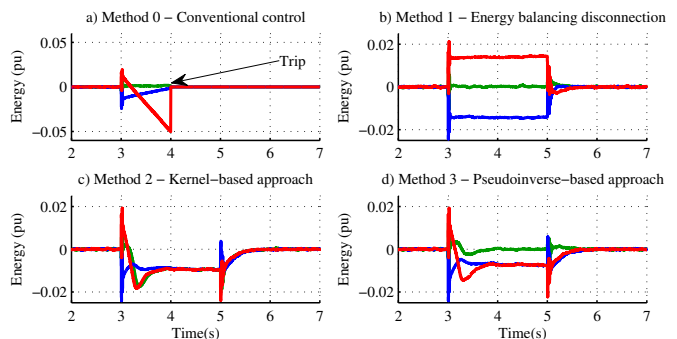 a) Method 0 − Conventional control
b) Method 1 − Energy balancing disconnection
Energy (pu)
0.05
0
−0.05
Trip
2 3 4 5 6 7
Energy (pu)
0.02
0
−0.02
2 3 4 5 6 7
c) Method 2 − Kernel-based approach
d) Method 3 − Pseudoinverse−based approach
Energy (pu)
0.02
0
−0.02
2 3 4 5 6 7
Time(s)
Energy (pu)
0.02
0
−0.02
2 3 4 5 6 7
Time(s)